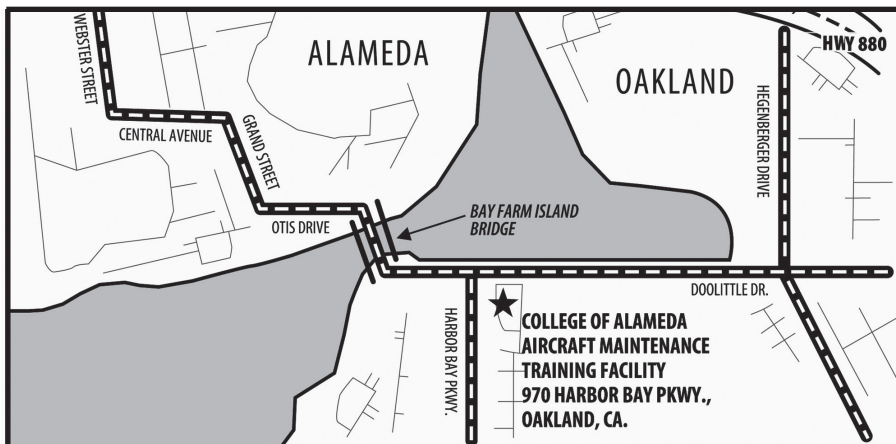 WEBSTER STREET
ALAMEDA
OAKLAND
HWY 880
CENTRAL AVENUE
GRAND STREET
HEGENBERGER DRIVE
OTIS DRIVE
BAY FARM ISLAND
BRIDGE
DOOLITTLE DR.
HARBOR BAY PKWY.
COLLEGE OF ALAMEDA
AIRCRAFT MAINTENANCE
TRAINING FACILITY
970 HARBOR BAY PKWY.,
OAKLAND, CA.